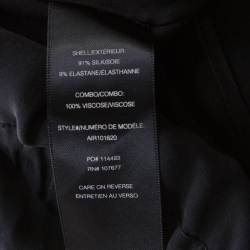 SHELL/EXTERIEUR:
91% SILK/SOIE
9% ELASTANE/ÉLASTHANNE
COMBO/COMBO:
100% VISCOSE/VISCOSE
STYLE#/NUMÉRO DE MODÈLE:
AIR101620
PO# 114493
RN# 107677
CARE ON REVERSE
ENTRETIEN AU VERSO